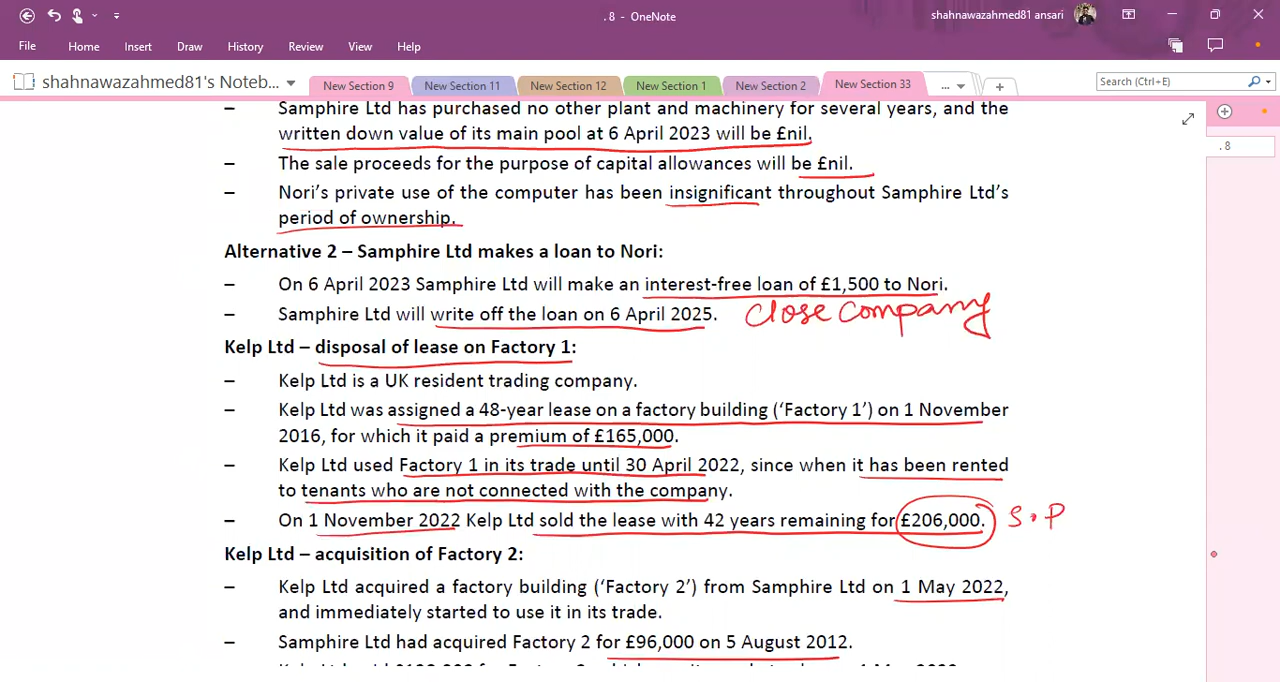 . 8 - OneNote
shahnawazahmed81 ansari
File Home Insert Draw History Review View Help
shahnawazahmed81's Noteb...
New Section 9 New Section 11 New Section 12 New Section 1 New Section 2 New Section 33 ...
Search (Ctrl+E)
. 8
– Samphire Ltd has purchased no other plant and machinery for several years, and the
written down value of its main pool at 6 April 2023 will be £nil.
– The sale proceeds for the purpose of capital allowances will be £nil.
– Nori's private use of the computer has been insignificant throughout Samphire Ltd's
period of ownership.
Alternative 2 – Samphire Ltd makes a loan to Nori:
– On 6 April 2023 Samphire Ltd will make an interest-free loan of £1,500 to Nori.
– Samphire Ltd will write off the loan on 6 April 2025. Close Company
Kelp Ltd – disposal of lease on Factory 1:
– Kelp Ltd is a UK resident trading company.
– Kelp Ltd was assigned a 48-year lease on a factory building ('Factory 1') on 1 November
2016, for which it paid a premium of £165,000.
– Kelp Ltd used Factory 1 in its trade until 30 April 2022, since when it has been rented
to tenants who are not connected with the company.
– On 1 November 2022 Kelp Ltd sold the lease with 42 years remaining for £206,000. S.P
Kelp Ltd – acquisition of Factory 2:
– Kelp Ltd acquired a factory building ('Factory 2') from Samphire Ltd on 1 May 2022,
and immediately started to use it in its trade.
– Samphire Ltd had acquired Factory 2 for £96,000 on 5 August 2012.